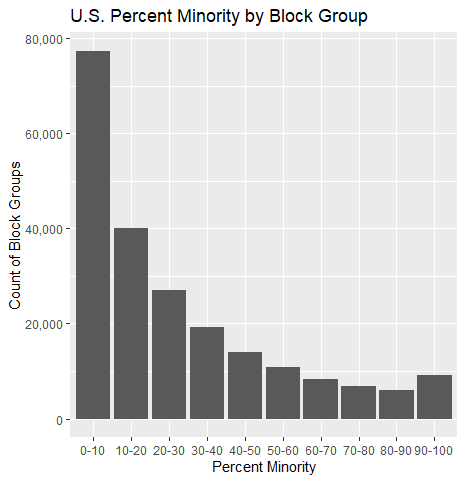 U.S. Percent Minority by Block Group
Count of Block Groups
80,000
60,000
40,000
20,000
0
0-10 10-20 20-30 30-40 40-50 50-60 60-70 70-80 80-90 90-100
Percent Minority